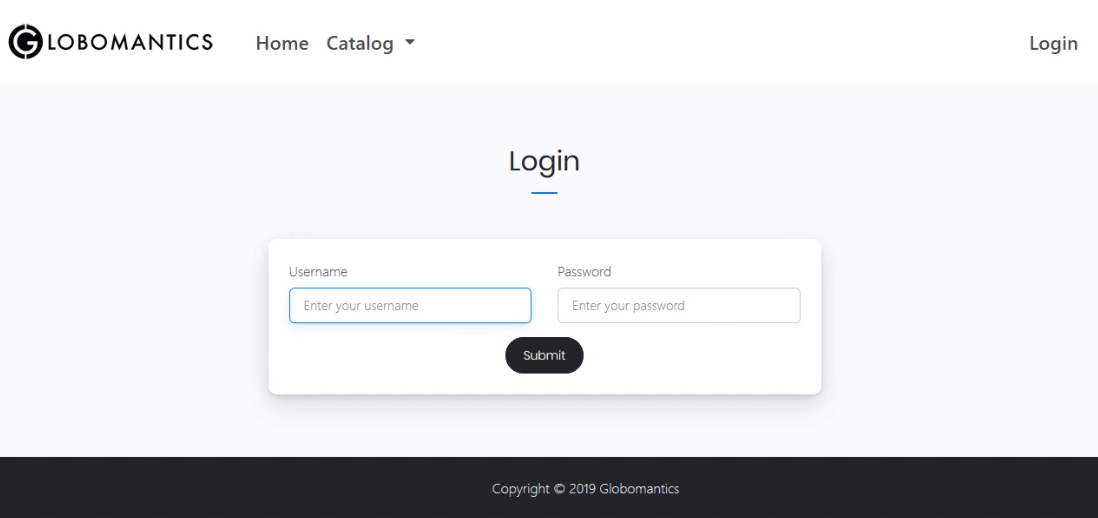 GLOBOMANTICS Home Catalog Login
Login
Username Password
Enter your username Enter your password
Submit
Copyright © 2019 Globomantics